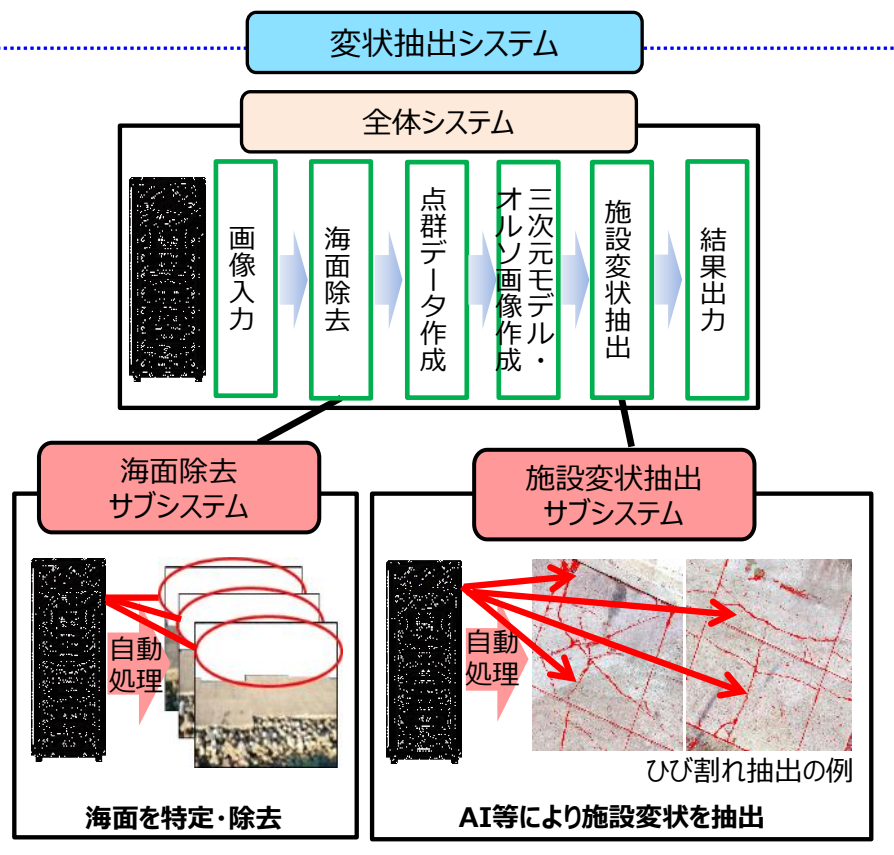 変状抽出システム
全体システム
画像入力
海面除去
点群データ作成
三次元モデル・
オルソ画像作成
施設変状抽出
結果出力
海面除去
サブシステム
自動
処理
海面を特定・除去
施設変状抽出
サブシステム
自動
処理
ひび割れ抽出の例
AI等により施設変状を抽出